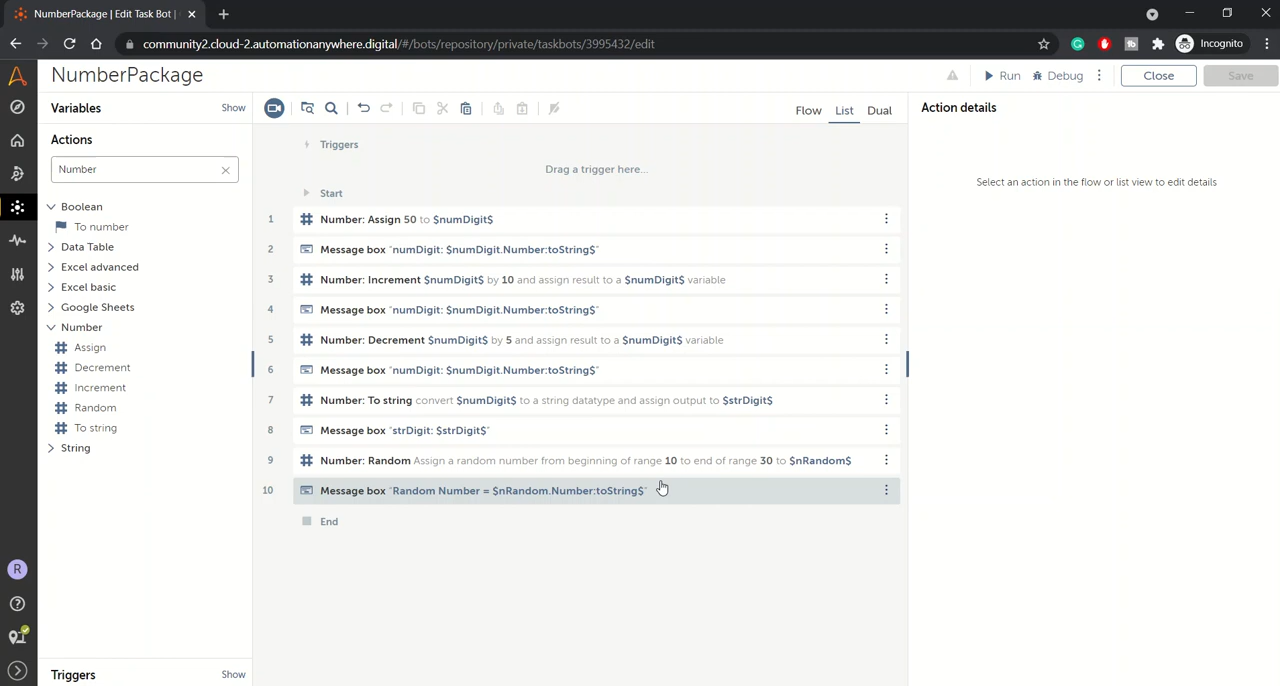 NumberPackage | Edit Task Bot |
community2.cloud-2.automationanywhere.digital/#/bots/repository/private/taskbots/3995432/edit
Incognito
NumberPackage
Run
Debug
Close
Save
Variables
Show
Flow
List
Dual
Action details
Actions
Number
Select an action in the flow or list view to edit details
Boolean
To number
Data Table
Excel advanced
Excel basic
Google Sheets
Number
Assign
Decrement
Increment
Random
To string
String
Triggers
Show
Triggers
Drag a trigger here...
Start
1 Number: Assign 50 to $numDigit$
2 Message box "numDigit: $numDigit.Number:toString$"
3 Number: Increment $numDigit$ by 10 and assign result to a $numDigit$ variable
4 Message box "numDigit: $numDigit.Number:toString$"
5 Number: Decrement $numDigit$ by 5 and assign result to a $numDigit$ variable
6 Message box "numDigit: $numDigit.Number:toString$"
7 Number: To string convert $numDigit$ to a string datatype and assign output to $strDigit$
8 Message box "strDigit: $strDigit$"
9 Number: Random Assign a random number from beginning of range 10 to end of range 30 to $nRandom$
10 Message box "Random Number = $nRandom.Number:toString$"
End
R